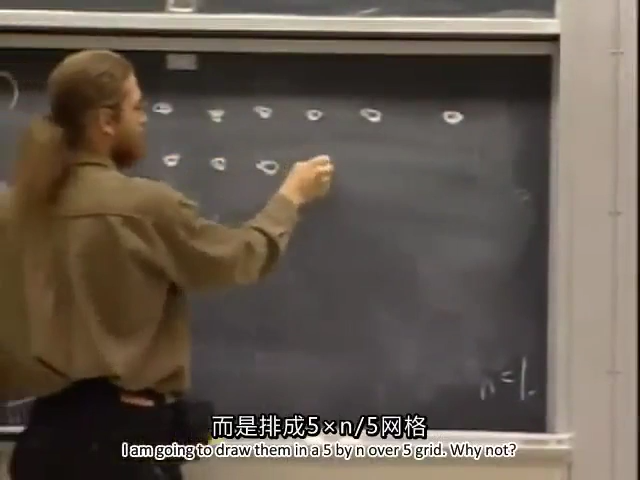 n=1.
而是排成5×n/5网格
I am going to draw them in a 5 by n over 5 grid. Why not?